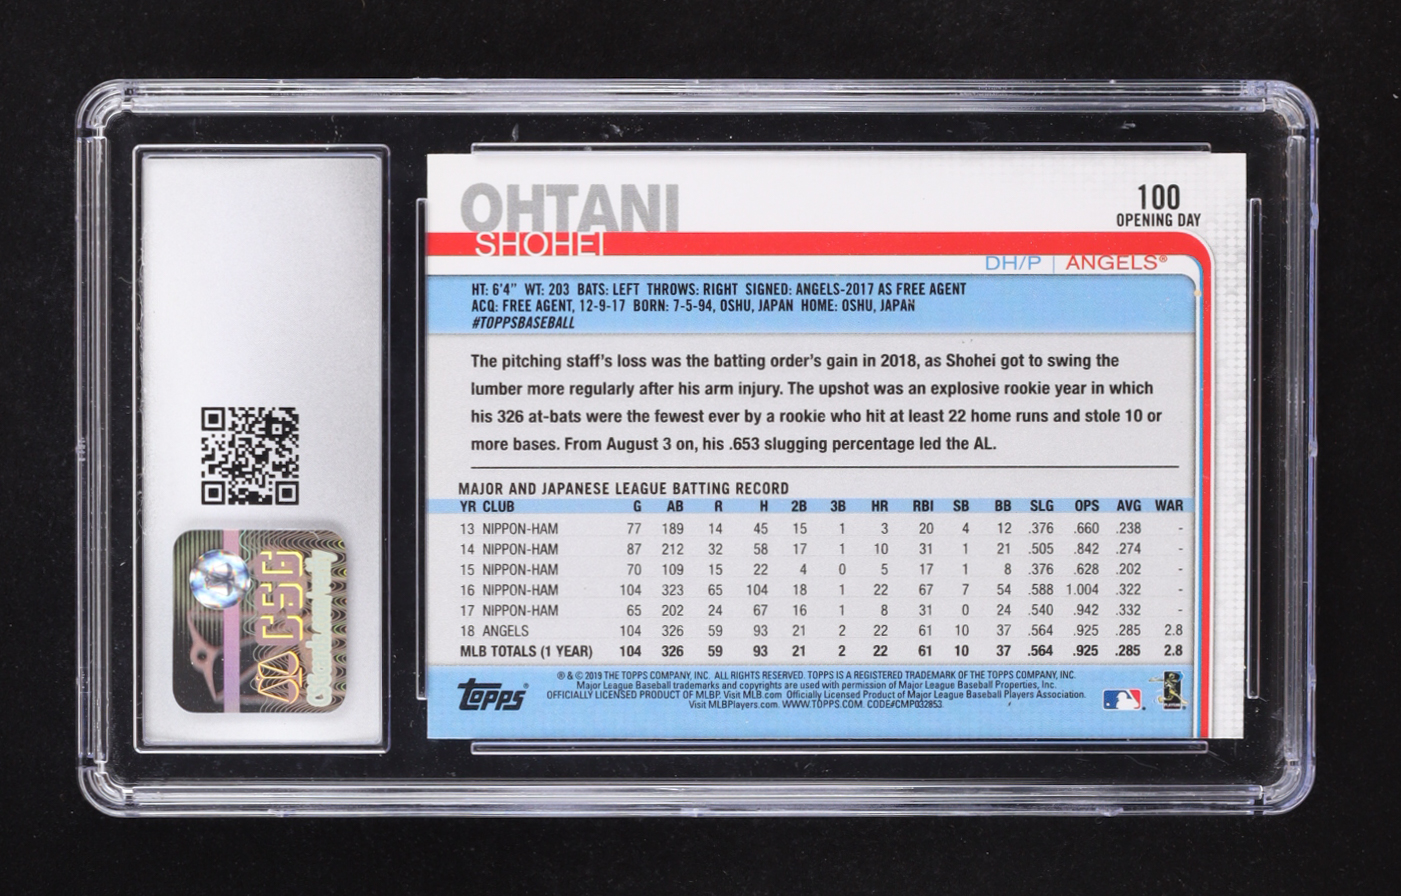 OHTANI
SHOHEI
100
OPENING DAY
DH/P | ANGELS®
HT: 6'4" WT: 203 BATS: LEFT THROWS: RIGHT SIGNED: ANGELS-2017 AS FREE AGENT
ACQ: FREE AGENT, 12-9-17 BORN: 7-5-94, OSHU, JAPAN HOME: OSHU, JAPAN
#TOPPSBASEBALL
The pitching staff's loss was the batting order's gain in 2018, as Shohei got to swing the
lumber more regularly after his arm injury. The upshot was an explosive rookie year in which
his 326 at-bats were the fewest ever by a rookie who hit at least 22 home runs and stole 10 or
more bases. From August 3 on, his .653 slugging percentage led the AL.
MAJOR AND JAPANESE LEAGUE BATTING RECORD
YR CLUB G AB R H 2B 3B HR RBI SB BB SLG OPS AVG WAR
13 NIPPON-HAM 77 189 14 45 15 1 3 20 4 12 .376 .660 .238 -
14 NIPPON-HAM 87 212 32 58 17 1 10 31 1 21 .505 .842 .274 -
15 NIPPON-HAM 70 109 15 22 4 0 5 17 1 8 .376 .628 .202 -
16 NIPPON-HAM 104 323 65 104 18 1 22 67 7 54 .588 1.004 .322 -
17 NIPPON-HAM 65 202 24 67 16 1 8 31 0 24 .540 .942 .332 -
18 ANGELS 104 326 59 93 21 2 22 61 10 37 .564 .925 .285 2.8
MLB TOTALS (1 YEAR) 104 326 59 93 21 2 22 61 10 37 .564 .925 .285 2.8
topps®
® & © 2019 THE TOPPS COMPANY, INC. ALL RIGHTS RESERVED. TOPPS IS A REGISTERED TRADEMARK OF THE TOPPS COMPANY, INC.
Major League Baseball trademarks and copyrights are used with permission of Major League Baseball Properties, Inc.
OFFICIALLY LICENSED PRODUCT OF MLBP. Visit MLB.com Officially Licensed Product of Major League Baseball Players Association.
Visit MLBPlayers.com. WWW.TOPPS.COM. CODE#CMP032853
CSG